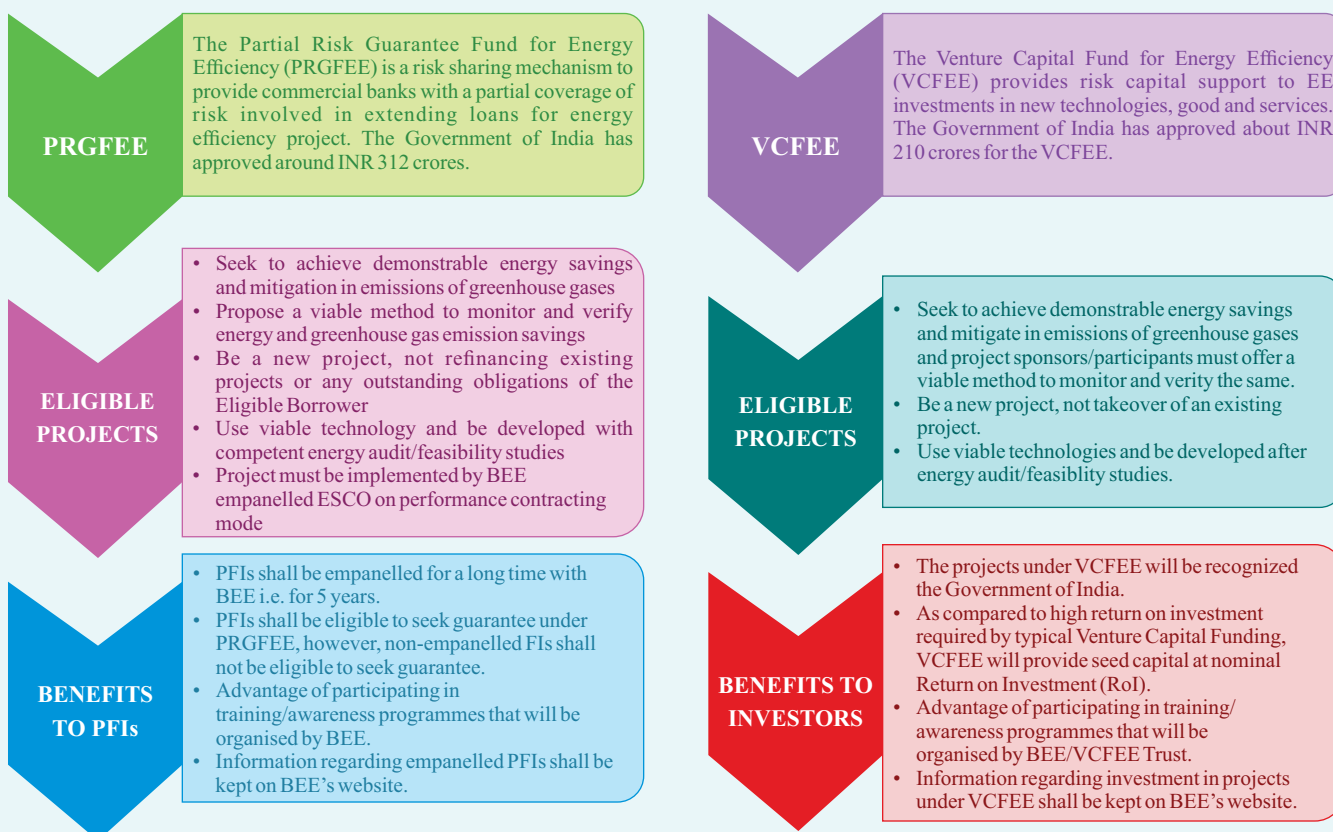 PRGFEE
The Partial Risk Guarantee Fund for Energy
Efficiency (PRGFEE) is a risk sharing mechanism to
provide commercial banks with a partial coverage of
risk involved in extending loans for energy
efficiency project. The Government of India has
approved around INR 312 crores.
ELIGIBLE
PROJECTS
• Seek to achieve demonstrable energy savings
and mitigation in emissions of greenhouse gases
• Propose a viable method to monitor and verify
energy and greenhouse gas emission savings
• Be a new project, not refinancing existing
projects or any outstanding obligations of the
Eligible Borrower
• Use viable technology and be developed with
competent energy audit/feasibility studies
• Project must be implemented by BEE
empanelled ESCO on performance contracting
mode
BENEFITS
TO PFIs
• PFIs shall be empanelled for a long time with
BEE i.e. for 5 years.
• PFIs shall be eligible to seek guarantee under
PRGFEE, however, non-empanelled FIs shall
not be eligible to seek guarantee.
• Advantage of participating in
training/awareness programmes that will be
organised by BEE.
• Information regarding empanelled PFIs shall be
kept on BEE's website.
VCFEE
The Venture Capital Fund for Energy Efficiency
(VCFEE) provides risk capital support to EE
investments in new technologies, good and services.
The Government of India has approved about INR
210 crores for the VCFEE.
ELIGIBLE
PROJECTS
• Seek to achieve demonstrable energy savings
and mitigate in emissions of greenhouse gases
and project sponsors/participants must offer a
viable method to monitor and verity the same.
• Be a new project, not takeover of an existing
project.
• Use viable technologies and be developed after
energy audit/feasiblity studies.
BENEFITS TO
INVESTORS
• The projects under VCFEE will be recognized
the Government of India.
• As compared to high return on investment
required by typical Venture Capital Funding,
VCFEE will provide seed capital at nominal
Return on Investment (RoI).
• Advantage of participating in training/
awareness programmes that will be
organised by BEE/VCFEE Trust.
• Information regarding investment in projects
under VCFEE shall be kept on BEE's website.